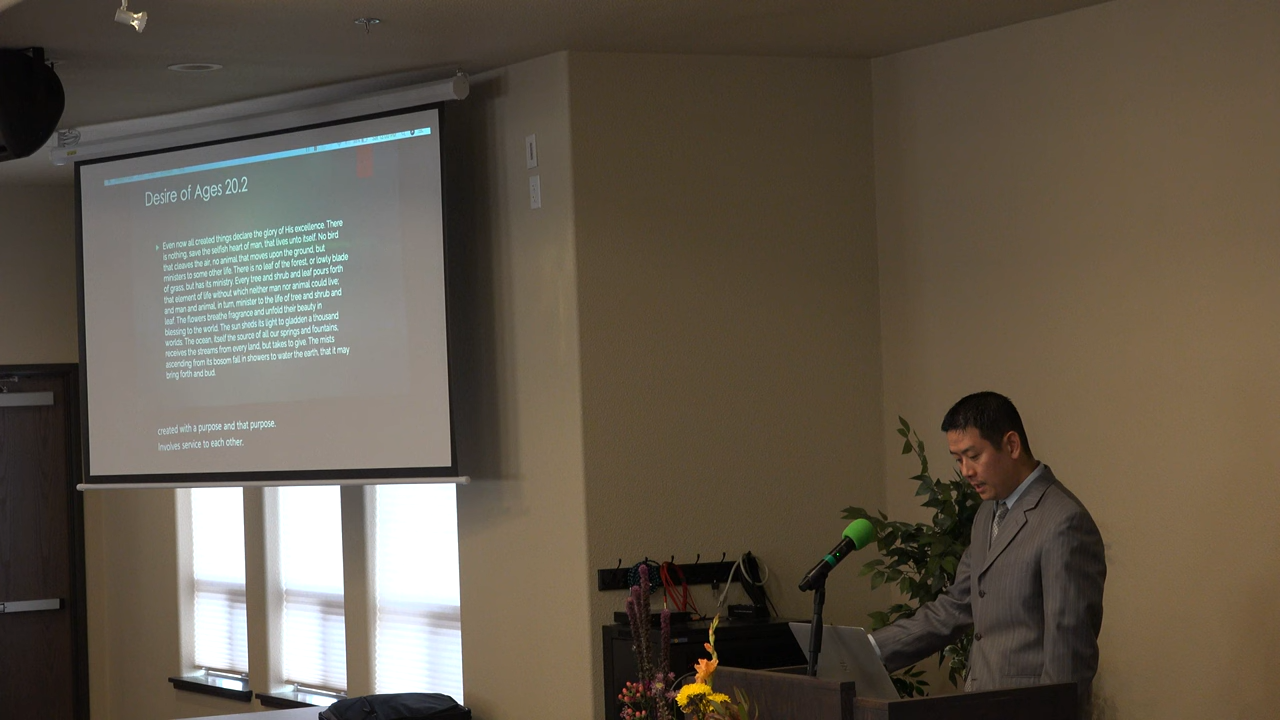 Desire of Ages 20.2
Even now all created things declare the glory of His excellence. There
is nothing, save the selfish heart of man, that lives unto itself. No bird
that cleaves the air, no animal that moves upon the ground, but
ministers to some other life. There is no leaf of the forest, or lowly blade
of grass, but has its ministry. Every tree and shrub and leaf pours forth
that element of life without which neither man nor animal could live;
and man and animal, in turn, minister to the life of tree and shrub and
leaf. The flowers breathe fragrance and unfold their beauty in
blessing to the world. The sun sheds its light to gladden a thousand
worlds. The ocean, itself the source of all our springs and fountains,
receives the streams from every land, but takes to give. The mists
ascending from its bosom fall in showers to water the earth, that it may
bring forth and bud.
created with a purpose and that purpose.
Involves service to each other.